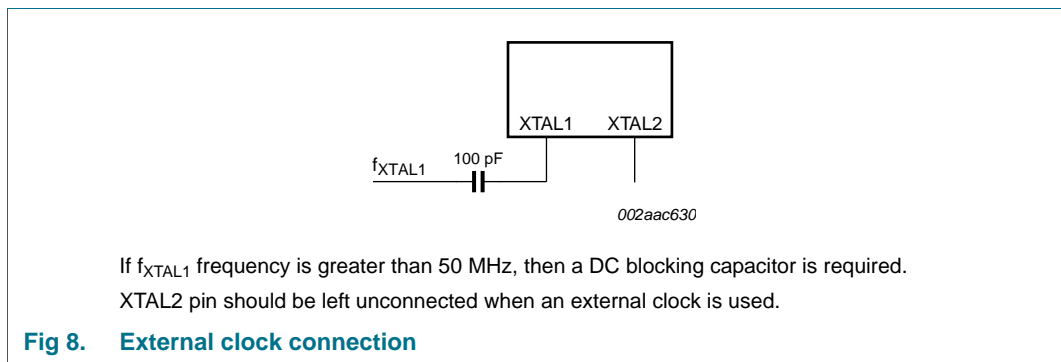 XTAL1 XTAL2
fXTAL1 100 pF
002aac630
If fXTAL1 frequency is greater than 50 MHz, then a DC blocking capacitor is required.
XTAL2 pin should be left unconnected when an external clock is used.
Fig 8. External clock connection